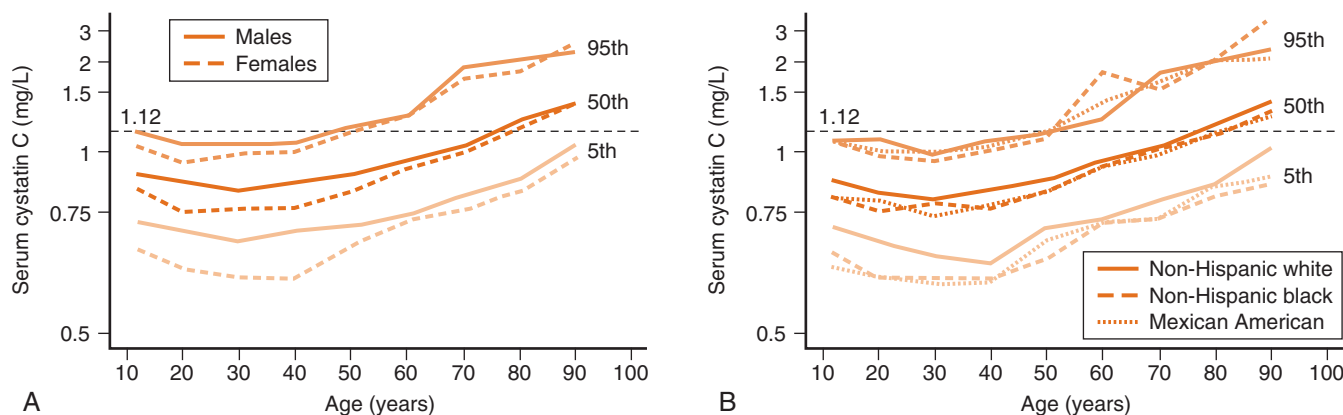 Serum cystatin C (mg/L)
3
2
1.5
1
0.75
0.5
Males
Females
1.12
95th
50th
5th
10 20 30 40 50 60 70 80 90 100
Age (years)
A
Serum cystatin C (mg/L)
3
2
1.5
1
0.75
0.5
1.12
95th
50th
5th
Non-Hispanic white
Non-Hispanic black
Mexican American
10 20 30 40 50 60 70 80 90 100
Age (years)
B